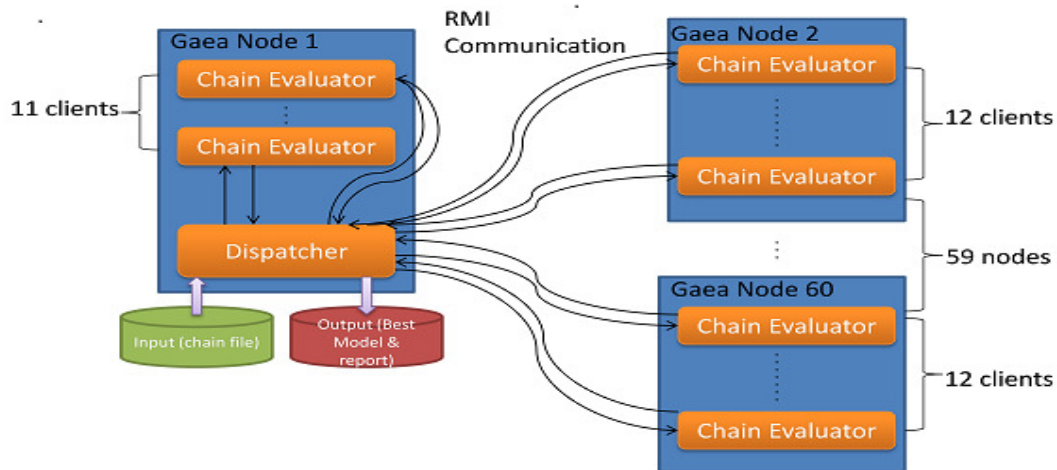 RMI
Communication
Gaea Node 1
Chain Evaluator
Chain Evaluator
11 clients
Dispatcher
Input (chain file)
Output (Best
Model &
report)
Gaea Node 2
Chain Evaluator
Chain Evaluator
12 clients
59 nodes
Gaea Node 60
Chain Evaluator
Chain Evaluator
12 clients